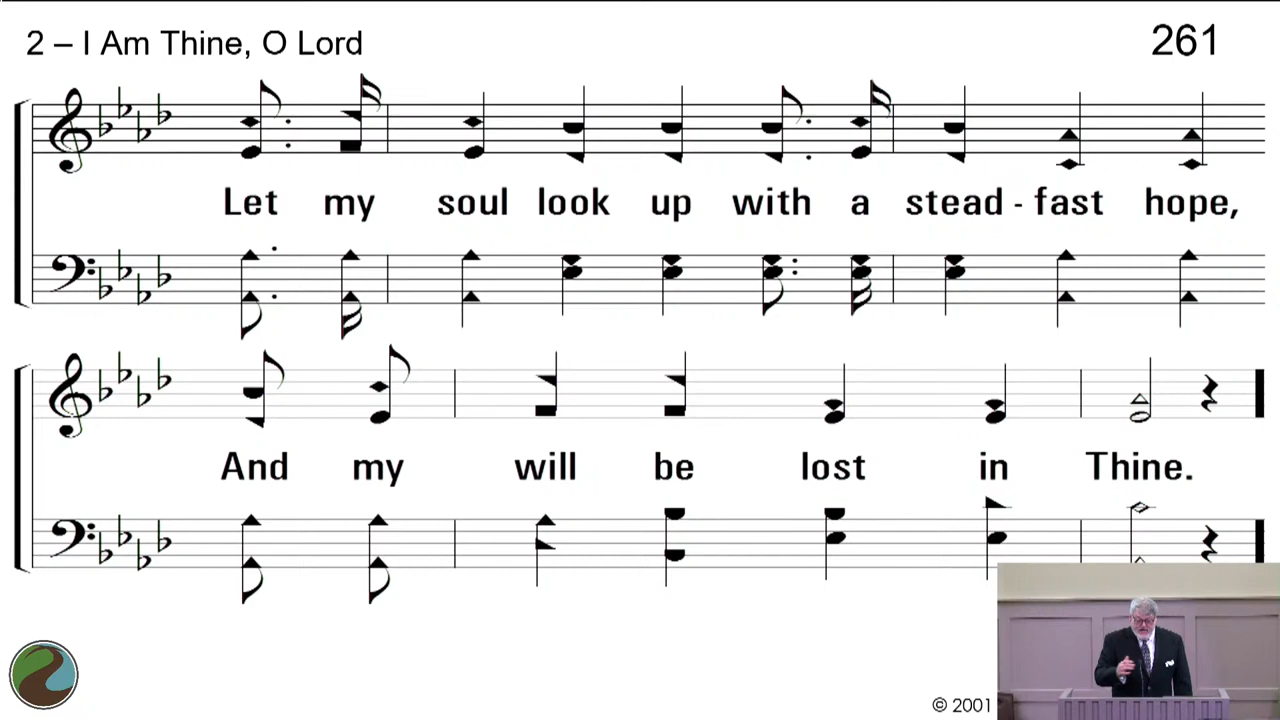 2 – I Am Thine, O Lord
261
Let my soul look up with a stead - fast hope,
And my will be lost in Thine.
© 2001